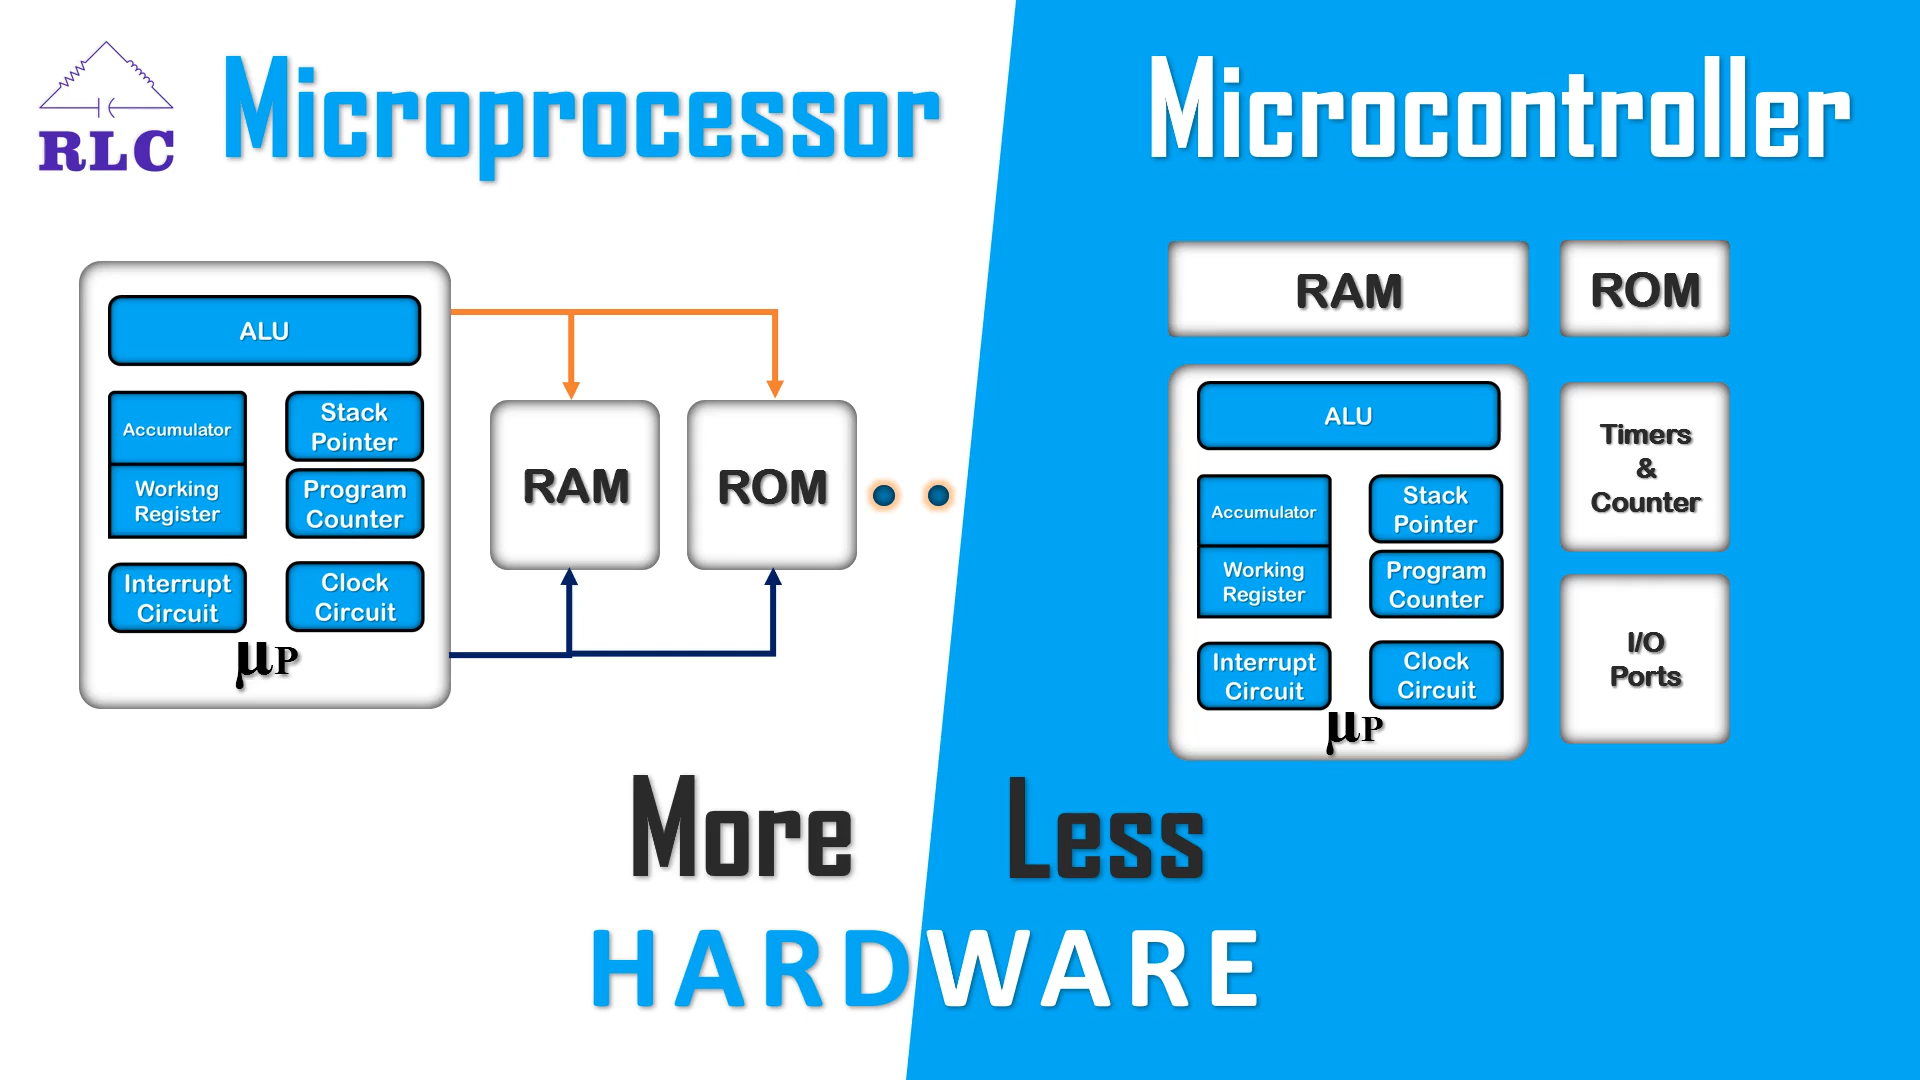 RLC
Microprocessor
ALU
Accumulator
Working
Register
Stack
Pointer
Program
Counter
Interrupt
Circuit
Clock
Circuit
μP
RAM
ROM
Microcontroller
RAM
ROM
ALU
Accumulator
Working
Register
Stack
Pointer
Program
Counter
Interrupt
Circuit
Clock
Circuit
μP
Timers
&
Counter
I/O
Ports
More Less
HARDWARE